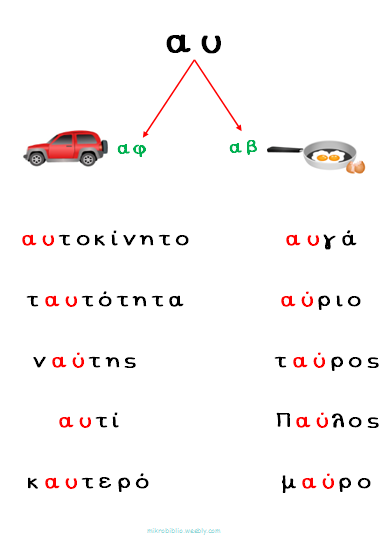 αυ
αφ αβ
αυτοκίνητο αυγά
ταυτότητα αύριο
ναύτης ταύρος
αυτί Παύλος
καυτερό μαύρο
mikrobiblio.weebly.com